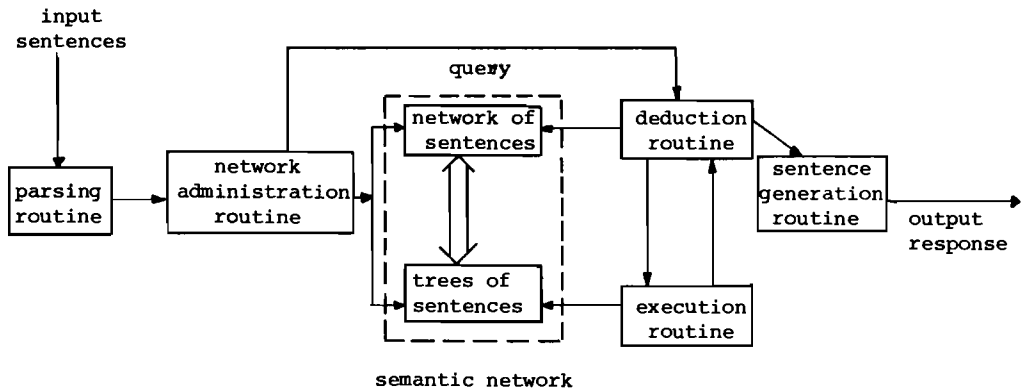 input
sentences
query
network of
sentences
deduction
routine
parsing
routine
network
administration
routine
sentence
generation
routine
output
response
trees of
sentences
execution
routine
semantic network